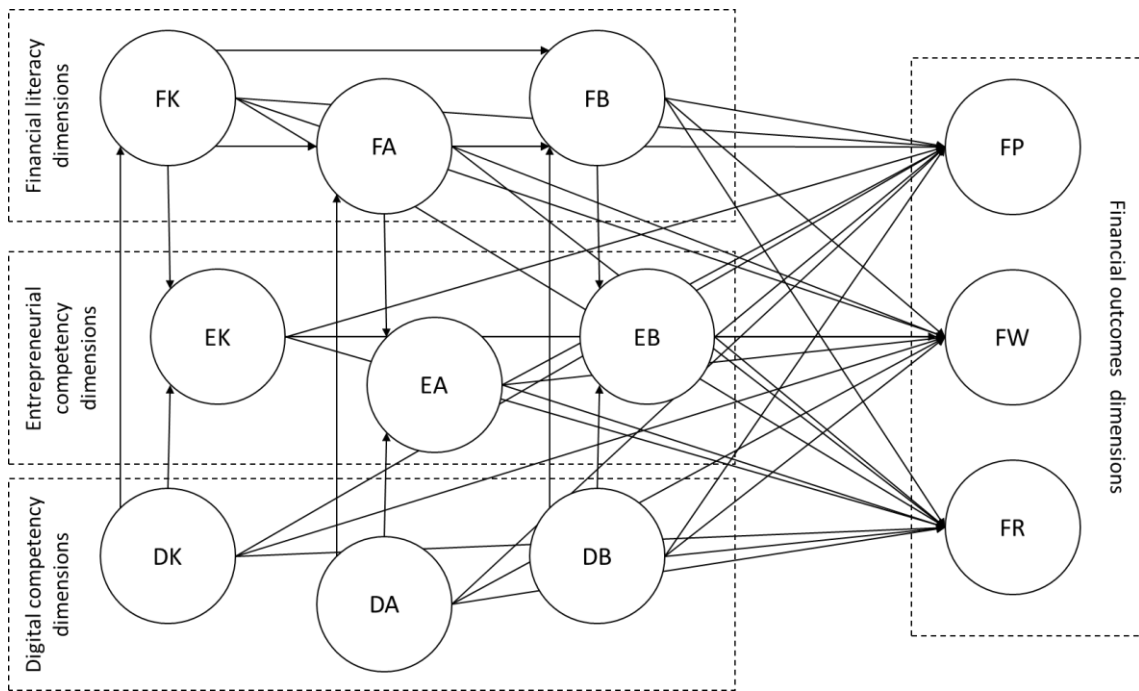 Financial literacy
dimensions
FK
FA
FB
Entrepreneurial
competency
dimensions
EK
EA
EB
Digital competency
dimensions
DK
DA
DB
FP
FW
FR
Financial outcomes dimensions